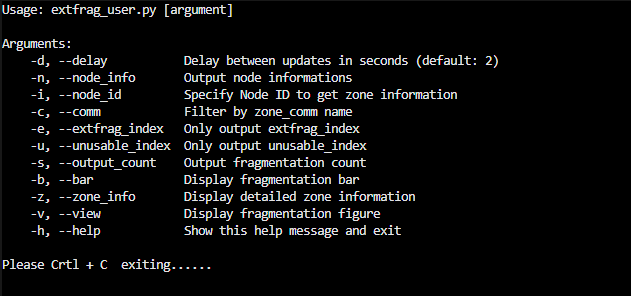 Usage: extfrag_user.py [argument]

Arguments:
    -d, --delay           Delay between updates in seconds (default: 2)
    -n, --node_info       Output node informations
    -i, --node_id         Specify Node ID to get zone information
    -c, --comm            Filter by zone_comm name
    -e, --extfrag_index   Only output extfrag_index
    -u, --unusable_index  Only output unusable_index
    -s, --output_count    Output fragmentation count
    -b, --bar             Display fragmentation bar
    -z, --zone_info       Display detailed zone information
    -v, --view            Display fragmentation figure
    -h, --help            Show this help message and exit

Please Crtl + C  exiting......